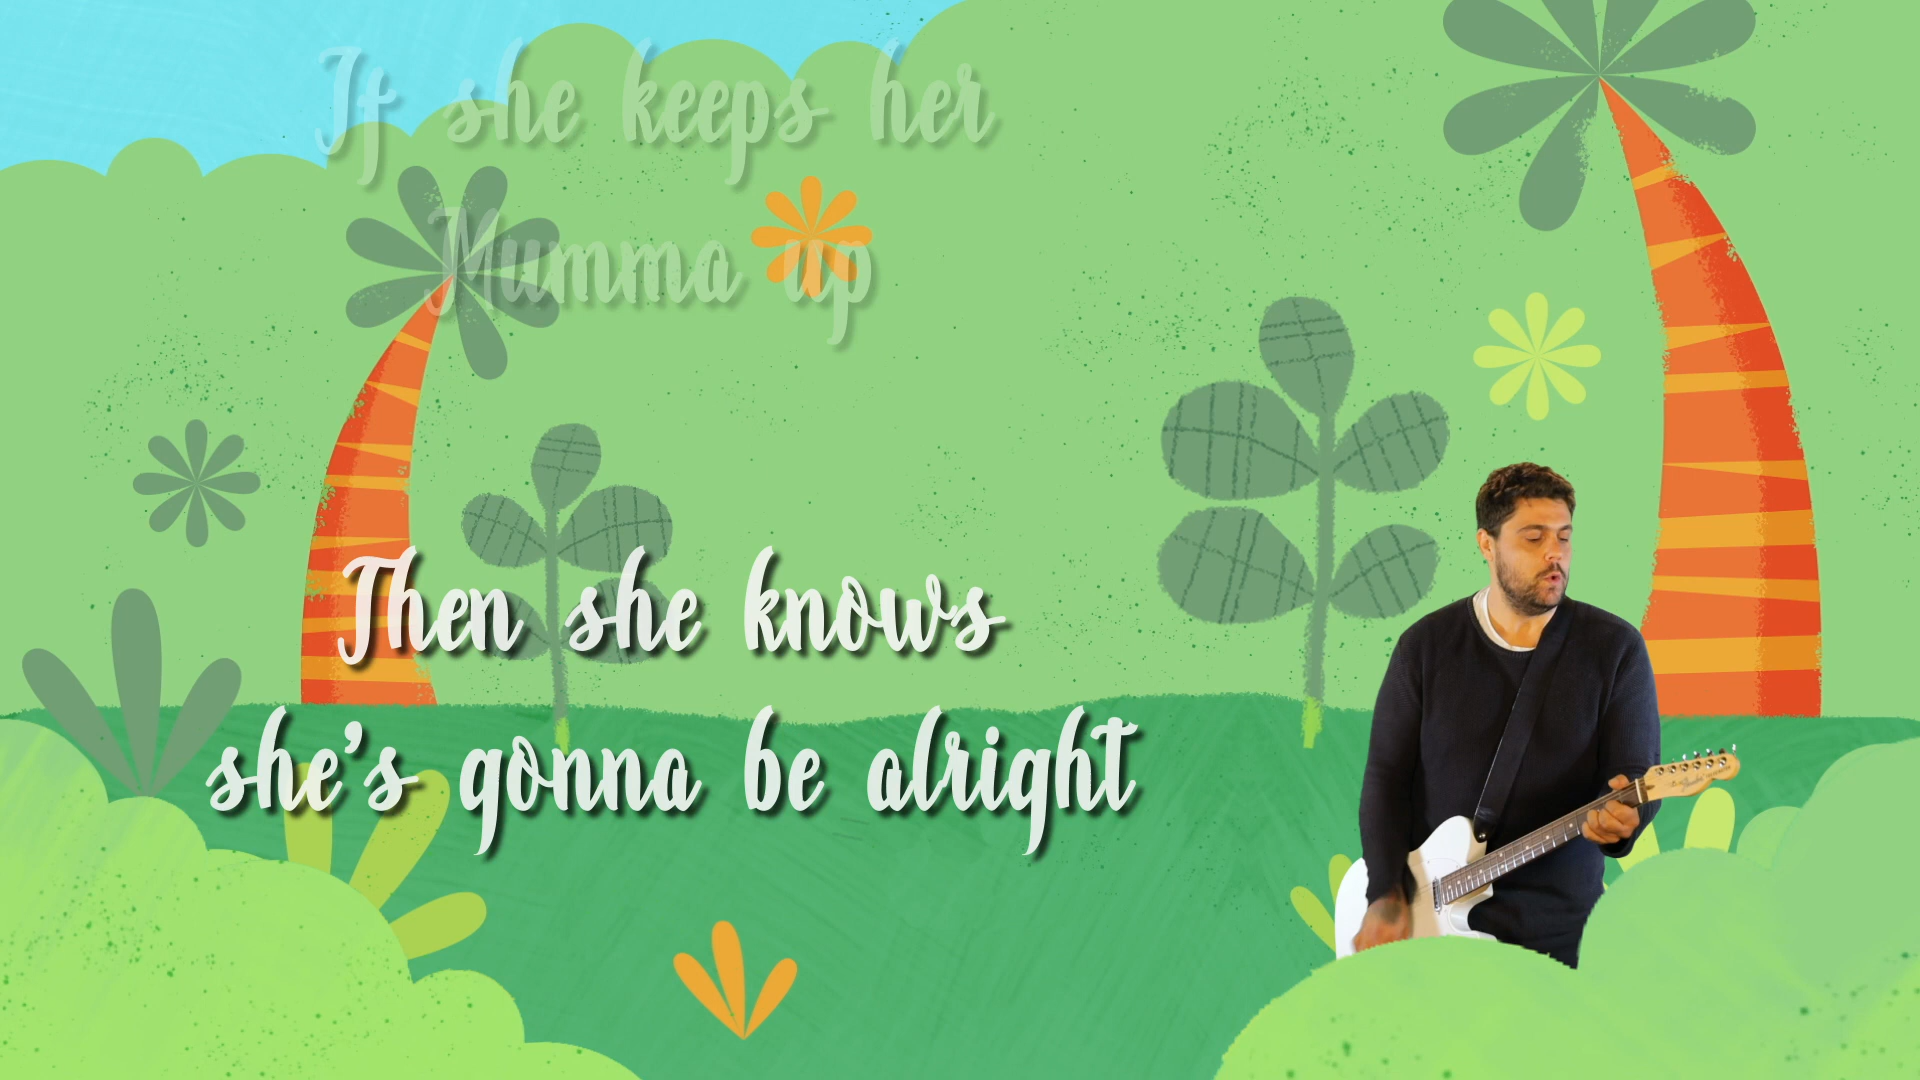 If she keeps her
Mumma up
Then she knows
she's gonna be alright